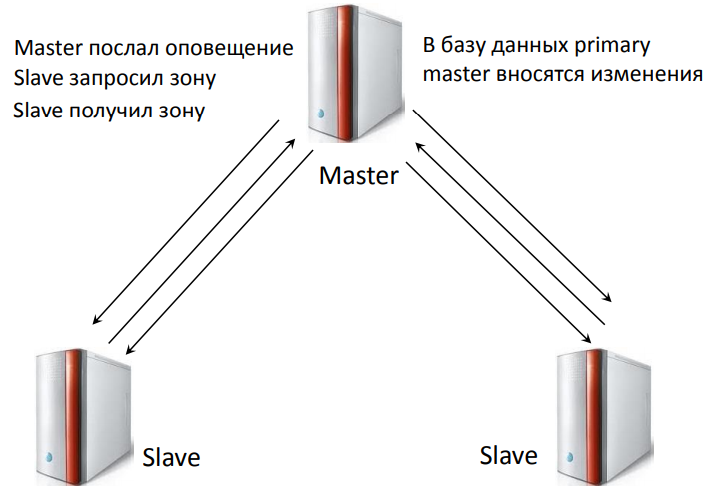 Master послал оповещение
Slave запросил зону
Slave получил зону
В базу данных primary
master вносятся изменения
Master
Slave
Slave